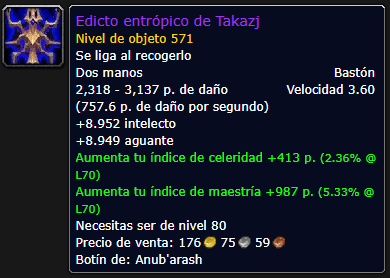 Edicto entrópico de Takazj
Nivel de objeto 571
Se liga al recogerlo
Dos manos Bastón
2,318 - 3,137 p. de daño Velocidad 3.60
(757.6 p. de daño por segundo)
+8.952 intelecto
+8.949 aguante
Aumenta tu índice de celeridad +413 p. (2.36% @
L70)
Aumenta tu índice de maestría +987 p. (5.33% @
L70)
Necesitas ser de nivel 80
Precio de venta: 176 75 59
Botín de: Anub'arash